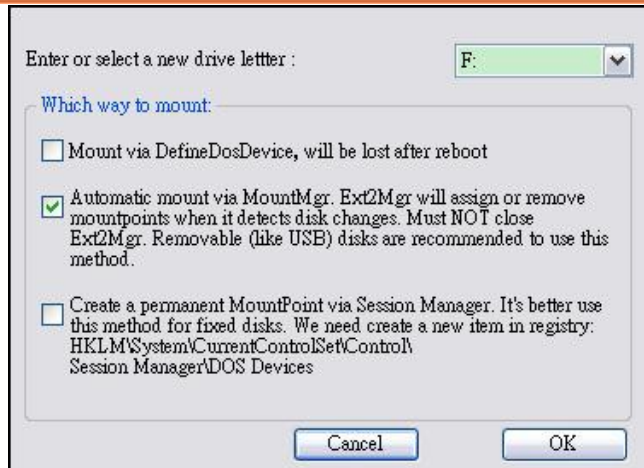 Enter or select a new drive lettter :
F:
Which way to mount:
Mount via DefineDosDevice, will be lost after reboot
Automatic mount via MountMgr. Ext2Mgr will assign or remove
mountpoints when it detects disk changes. Must NOT close
Ext2Mgr. Removable (like USB) disks are recommended to use this
method.
Create a permanent MountPoint via Session Manager. It's better use
this method for fixed disks. We need create a new item in registry:
HKLM\System\CurrentControlSet\Control\
Session Manager\DOS Devices
Cancel
OK